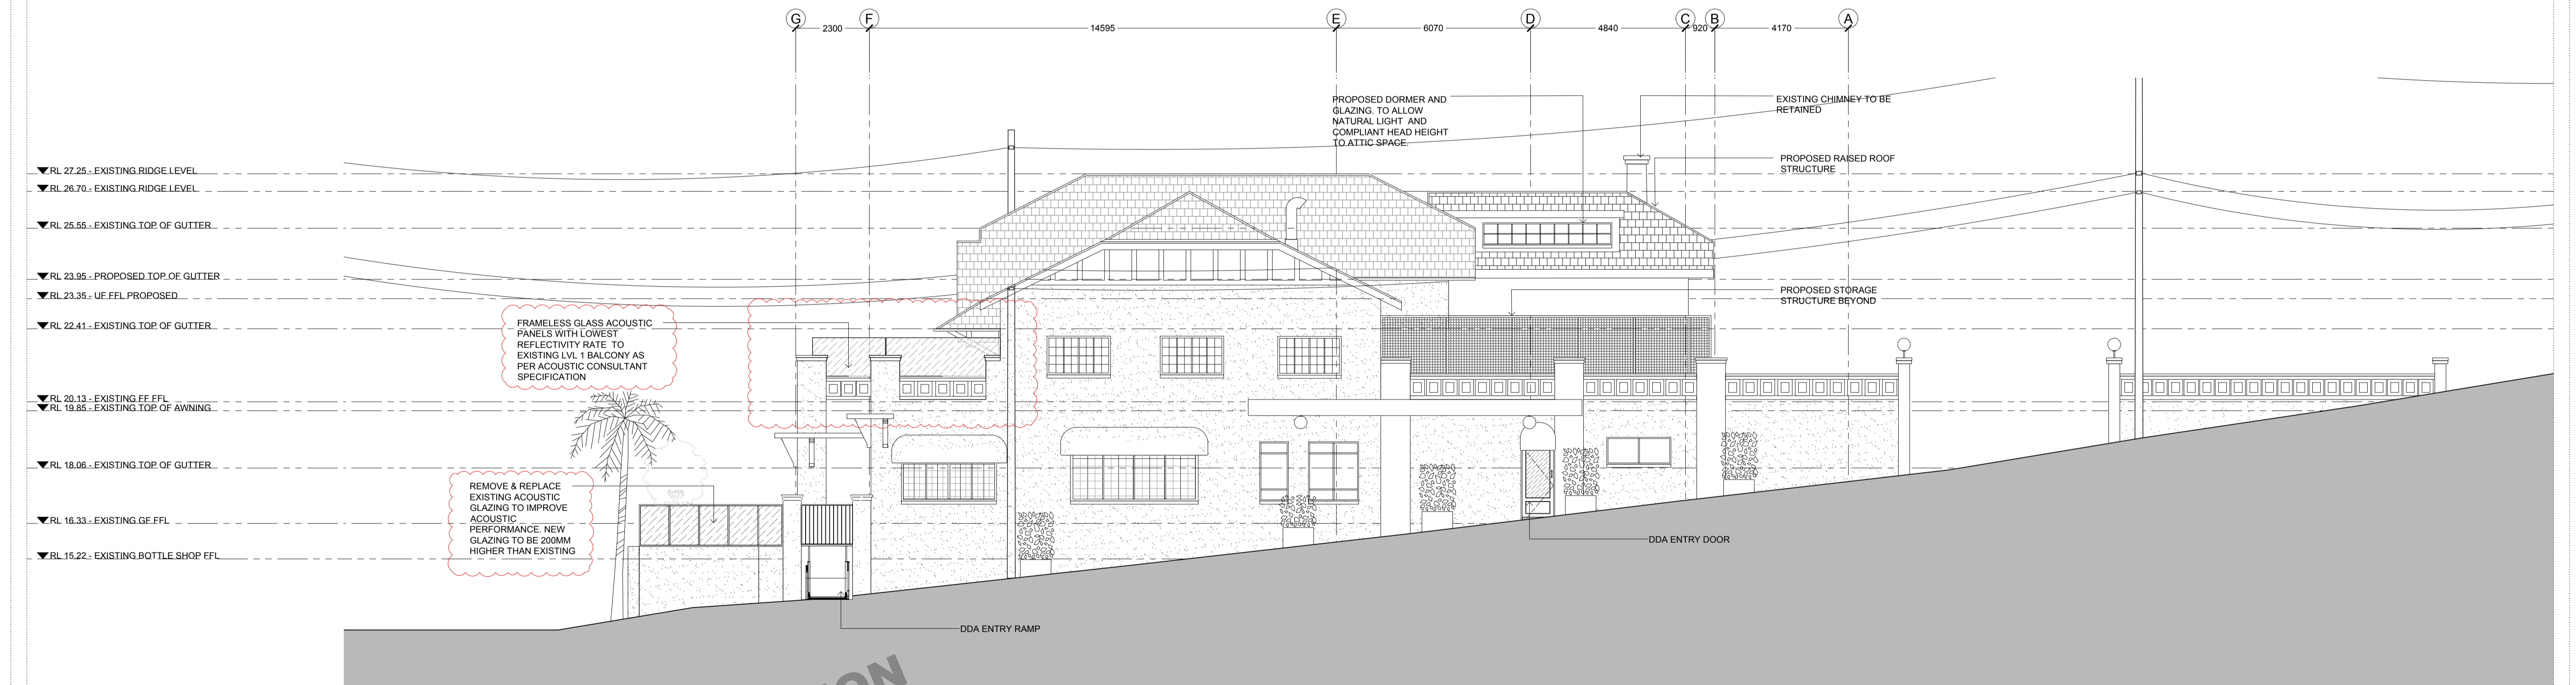 G F E D C B A
2300 14595 6070 4840 920 4170
PROPOSED DORMER AND
GLAZING. TO ALLOW
NATURAL LIGHT AND
COMPLIANT HEAD HEIGHT
TO ATTIC SPACE.
EXISTING CHIMNEY TO BE
RETAINED
PROPOSED RAISED ROOF
STRUCTURE
RL 27.25 - EXISTING RIDGE LEVEL
RL 26.70 - EXISTING RIDGE LEVEL
RL 25.55 - EXISTING TOP OF GUTTER
RL 23.95 - PROPOSED TOP OF GUTTER
RL 23.35 - UF FFL PROPOSED
PROPOSED STORAGE
STRUCTURE BEYOND
RL 22.41 - EXISTING TOP OF GUTTER
FRAMELESS GLASS ACOUSTIC
PANELS WITH LOWEST
REFLECTIVITY RATE TO
EXISTING LVL 1 BALCONY AS
PER ACOUSTIC CONSULTANT
SPECIFICATION
RL 20.13 - EXISTING FF FFL
RL 19.85 - EXISTING TOP OF AWNING
RL 18.06 - EXISTING TOP OF GUTTER
REMOVE & REPLACE
EXISTING ACOUSTIC
GLAZING TO IMPROVE
ACOUSTIC
PERFORMANCE. NEW
GLAZING TO BE 200MM
HIGHER THAN EXISTING
RL 16.33 - EXISTING GF FFL
RL 15.22 - EXISTING BOTTLE SHOP FFL
DDA ENTRY DOOR
DDA ENTRY RAMP